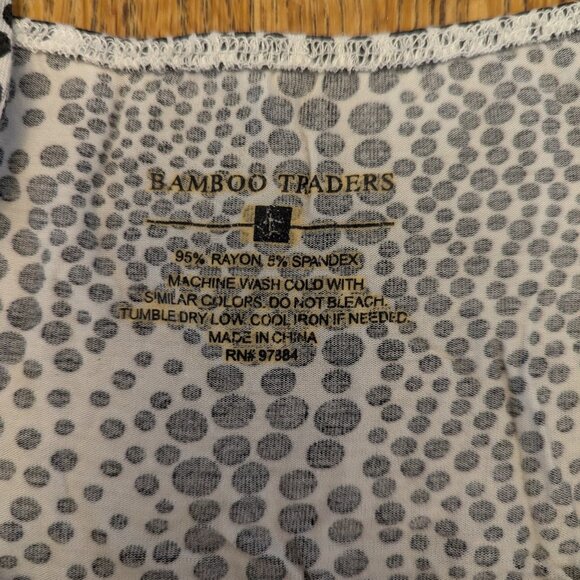 BAMBOO TRADERS
95% RAYON, 5% SPANDEX
MACHINE WASH COLD WITH
SIMILAR COLORS. DO NOT BLEACH.
TUMBLE DRY LOW. COOL IRON IF NEEDED.
MADE IN CHINA
RN# 97884